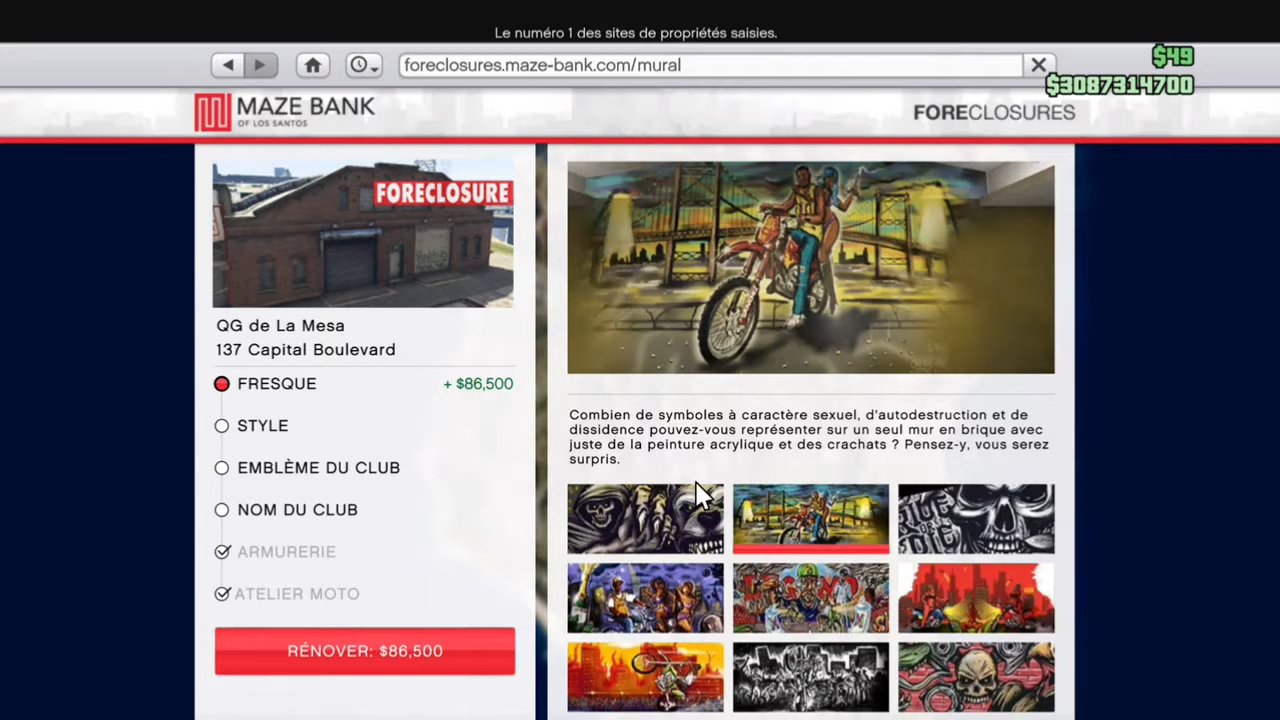 Le numéro 1 des sites de propriétés saisies.
foreclosures.maze-bank.com/mural
$49
$3087314700
MAZE BANK
OF LOS SANTOS
FORECLOSURES
FORECLOSURE
QG de La Mesa
137 Capital Boulevard
FRESQUE + $86,500
STYLE
EMBLÈME DU CLUB
NOM DU CLUB
ARMURERIE
ATELIER MOTO
RÉNOVER: $86,500
Combien de symboles à caractère sexuel, d'autodestruction et de
dissidence pouvez-vous représenter sur un seul mur en brique avec
juste de la peinture acrylique et des crachats ? Pensez-y, vous serez
surpris.
RIDE
OR
DIE
LEGEND